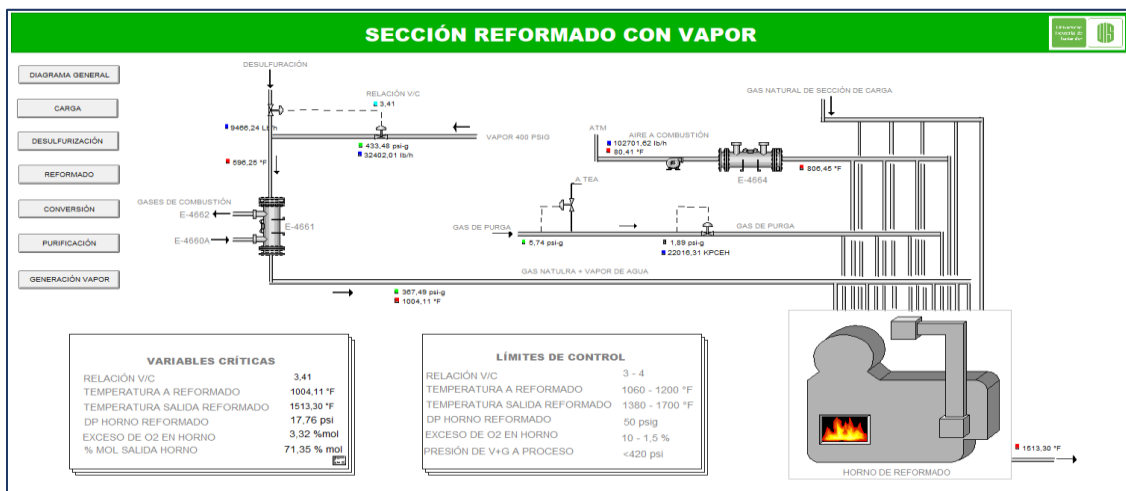 SECCIÓN REFORMADO CON VAPOR
Universidad
Industrial de
Santander
UIS
DIAGRAMA GENERAL
CARGA
DESULFURIZACIÓN
REFORMADO
CONVERSIÓN
PURIFICACIÓN
GENERACIÓN VAPOR
DESULFURACIÓN
RELACIÓN V/C
3,41
9466,24 Lb/h
VAPOR 400 PSIG
433,48 psi-g
32402,01 lb/h
596,25 °F
GASES DE COMBUSTIÓN
E-4662
E-4661
E-4660A
GAS NATURAL DE SECCIÓN DE CARGA
ATM
AIRE A COMBUSTIÓN
102701,62 lb/h
80,41 °F
E-4664
806,45 °F
A TEA
GAS DE PURGA
5,74 psi-g
1,89 psi-g
22016,31 KPCEH
GAS DE PURGA
GAS NATULRA + VAPOR DE AGUA
367,49 psi-g
1004,11 °F
VARIABLES CRÍTICAS
RELACIÓN V/C 3,41
TEMPERATURA A REFORMADO 1004,11 °F
TEMPERATURA SALIDA REFORMADO 1513,30 °F
DP HORNO REFORMADO 17,76 psi
EXCESO DE O2 EN HORNO 3,32 %mol
% MOL SALIDA HORNO 71,35 % mol
LÍMITES DE CONTROL
RELACIÓN V/C 3 - 4
TEMPERATURA A REFORMADO 1060 - 1200 °F
TEMPERATURA SALIDA REFORMADO 1380 - 1700 °F
DP HORNO REFORMADO 50 psig
EXCESO DE O2 EN HORNO 10 - 1,5 %
PRESIÓN DE V+G A PROCESO <420 psi
HORNO DE REFORMADO
1513,30 °F